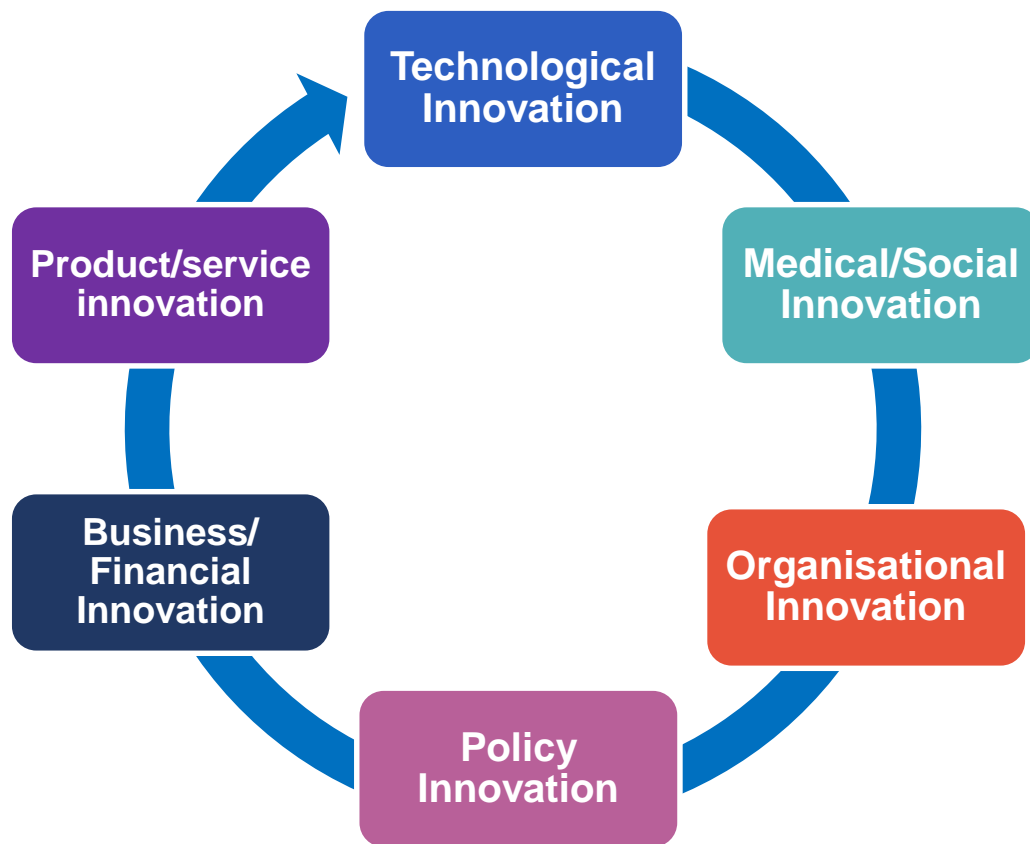 Technological
Innovation
Medical/Social
Innovation
Organisational
Innovation
Policy
Innovation
Business/
Financial
Innovation
Product/service
innovation